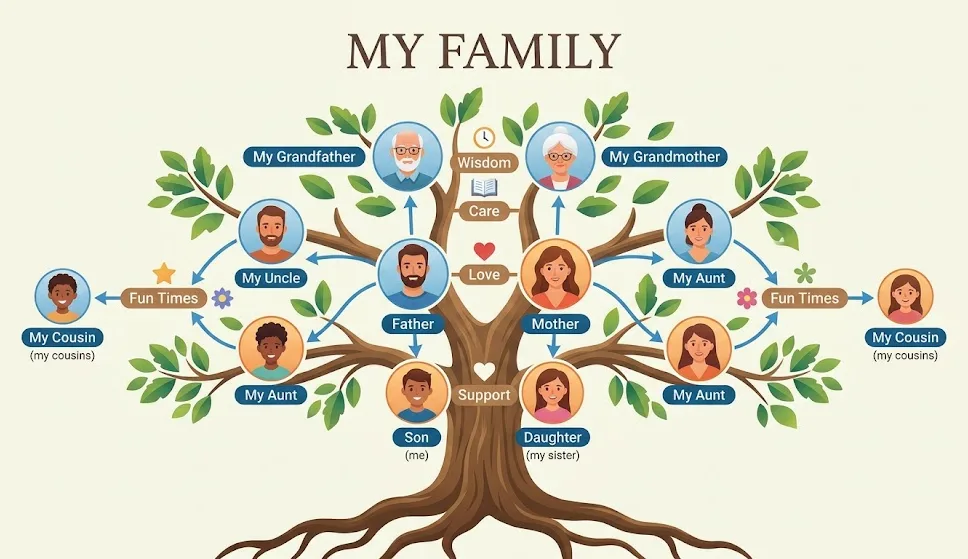 MY FAMILY
My Grandfather
Wisdom
My Grandmother
Care
My Uncle
Love
My Aunt
Fun Times
Fun Times
Father
Mother
My Cousin
(my cousins)
My Cousin
(my cousins)
My Aunt
Support
My Aunt
Son
(me)
Daughter
(my sister)